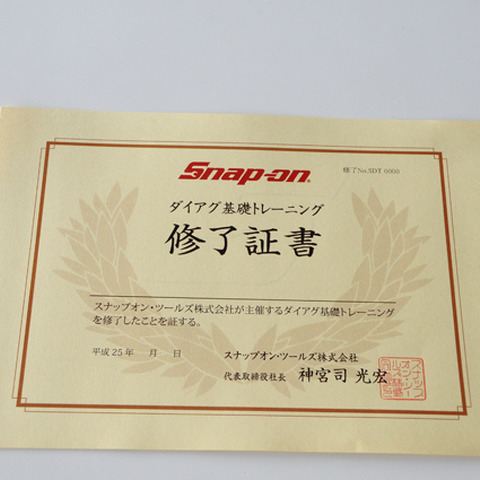 Snap-on
修了No.SDT 0000
ダイアグ基礎トレーニング
修了証書
スナップオン・ツールズ株式会社が主催するダイアグ基礎トレーニング
を修了したことを証する。
平成25年　月　日
スナップオン・ツールズ株式会社
代表取締役社長 神宮司 光宏